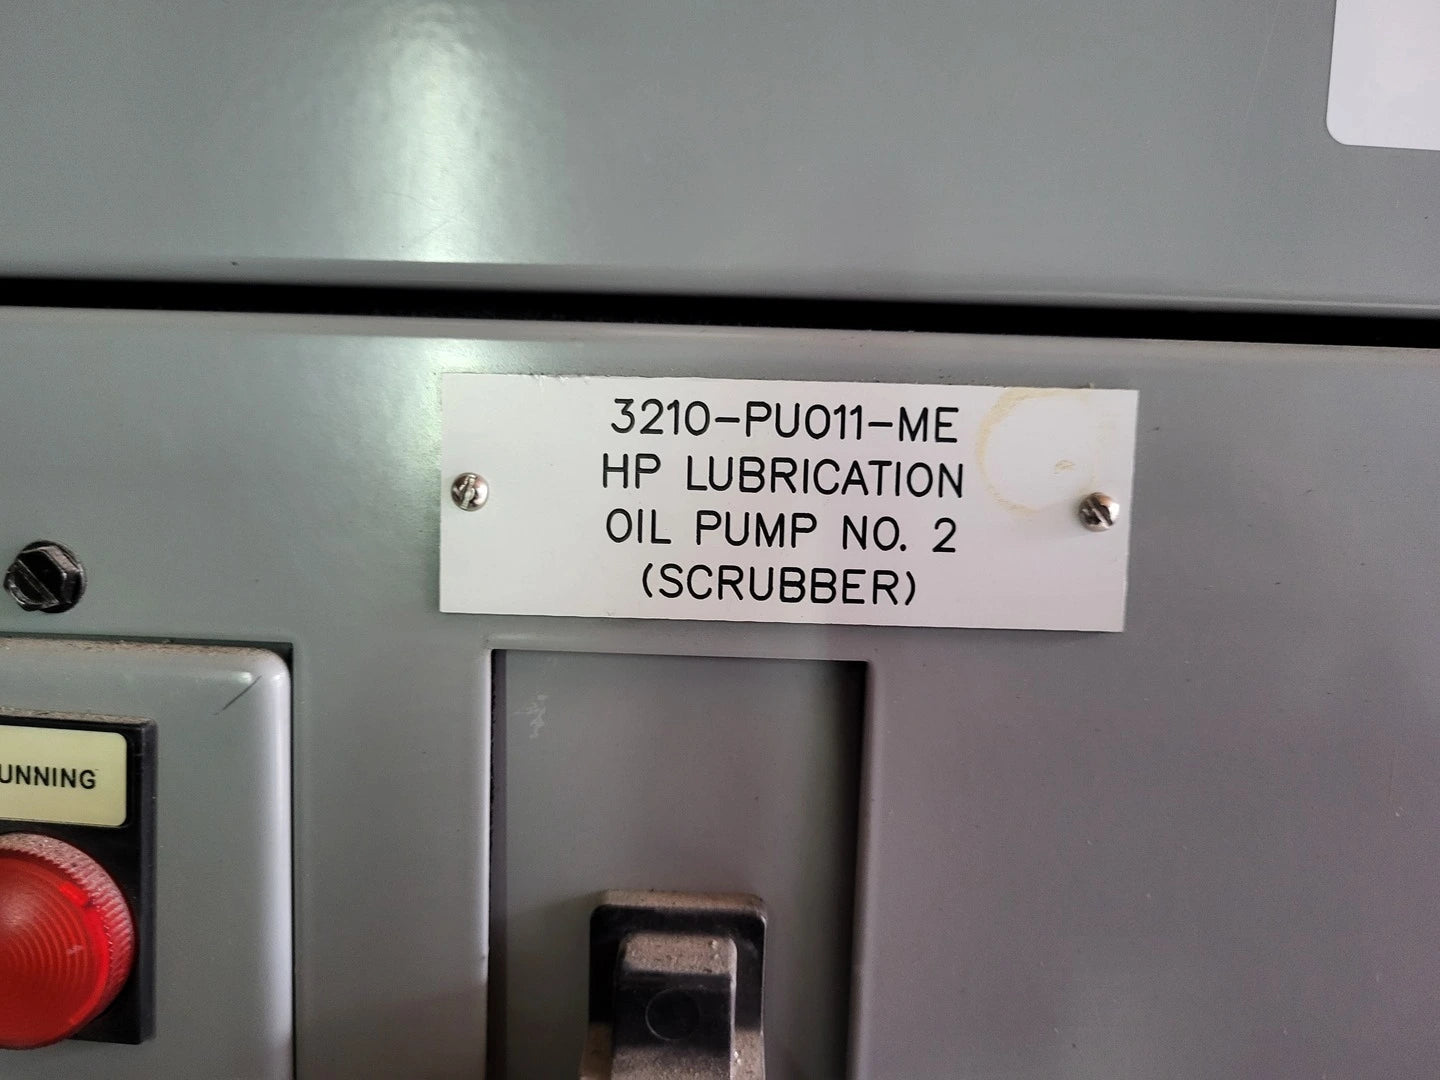 3210-PU011-ME
HP LUBRICATION
OIL PUMP NO. 2
(SCRUBBER)
UNNING